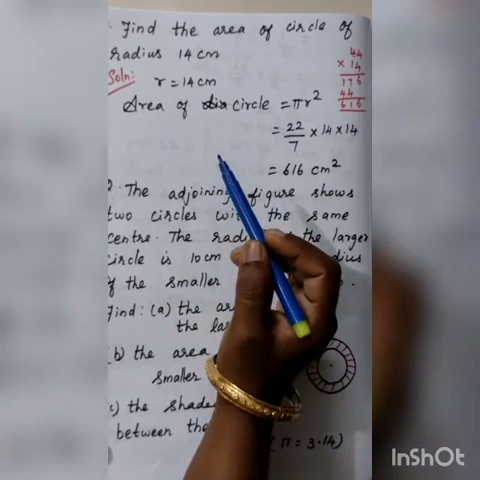 . Find the area of circle of
radius 14 cm
44
× 14
176
44
616
Soln:
r = 14 cm
Area of circle = πr²
= 22/7 × 14 × 14
= 616 cm²
2. The adjoining figure shows
two circles with the same
centre. The the larger
circle is 10 cm
of the smaller
Find: (a) the
the
(b) the area
smaller
(c) the
between
(π = 3.14)
InShOt